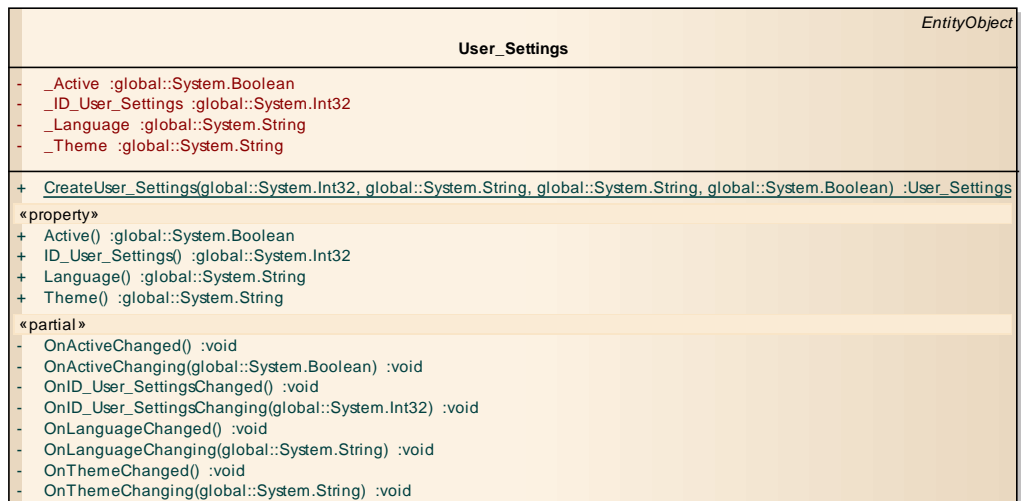 EntityObject
User_Settings
- _Active :global::System.Boolean
- _ID_User_Settings :global::System.Int32
- _Language :global::System.String
- _Theme :global::System.String
+ CreateUser_Settings(global::System.Int32, global::System.String, global::System.String, global::System.Boolean) :User_Settings
«property»
+ Active() :global::System.Boolean
+ ID_User_Settings() :global::System.Int32
+ Language() :global::System.String
+ Theme() :global::System.String
«partial»
- OnActiveChanged() :void
- OnActiveChanging(global::System.Boolean) :void
- OnID_User_SettingsChanged() :void
- OnID_User_SettingsChanging(global::System.Int32) :void
- OnLanguageChanged() :void
- OnLanguageChanging(global::System.String) :void
- OnThemeChanged() :void
- OnThemeChanging(global::System.String) :void